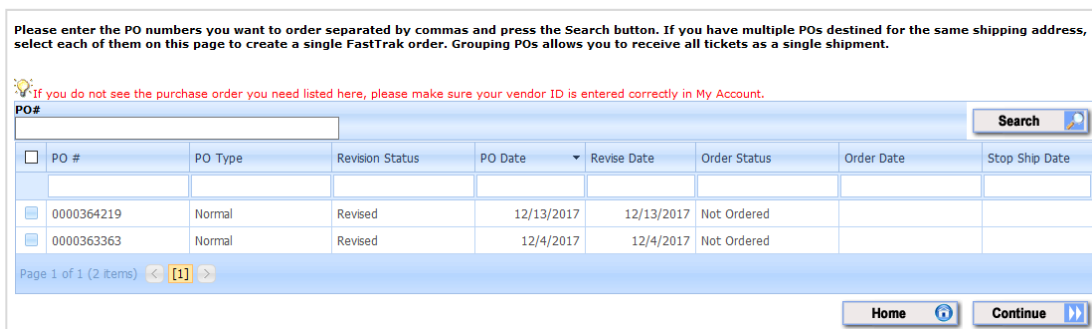 Please enter the PO numbers you want to order separated by commas and press the Search button. If you have multiple POs destined for the same shipping address,
select each of them on this page to create a single FastTrak order. Grouping POs allows you to receive all tickets as a single shipment.
If you do not see the purchase order you need listed here, please make sure your vendor ID is entered correctly in My Account.
PO#
Search
PO # PO Type Revision Status PO Date Revise Date Order Status Order Date Stop Ship Date
0000364219 Normal Revised 12/13/2017 12/13/2017 Not Ordered
0000363363 Normal Revised 12/4/2017 12/4/2017 Not Ordered
Page 1 of 1 (2 items) < [1] >
Home Continue